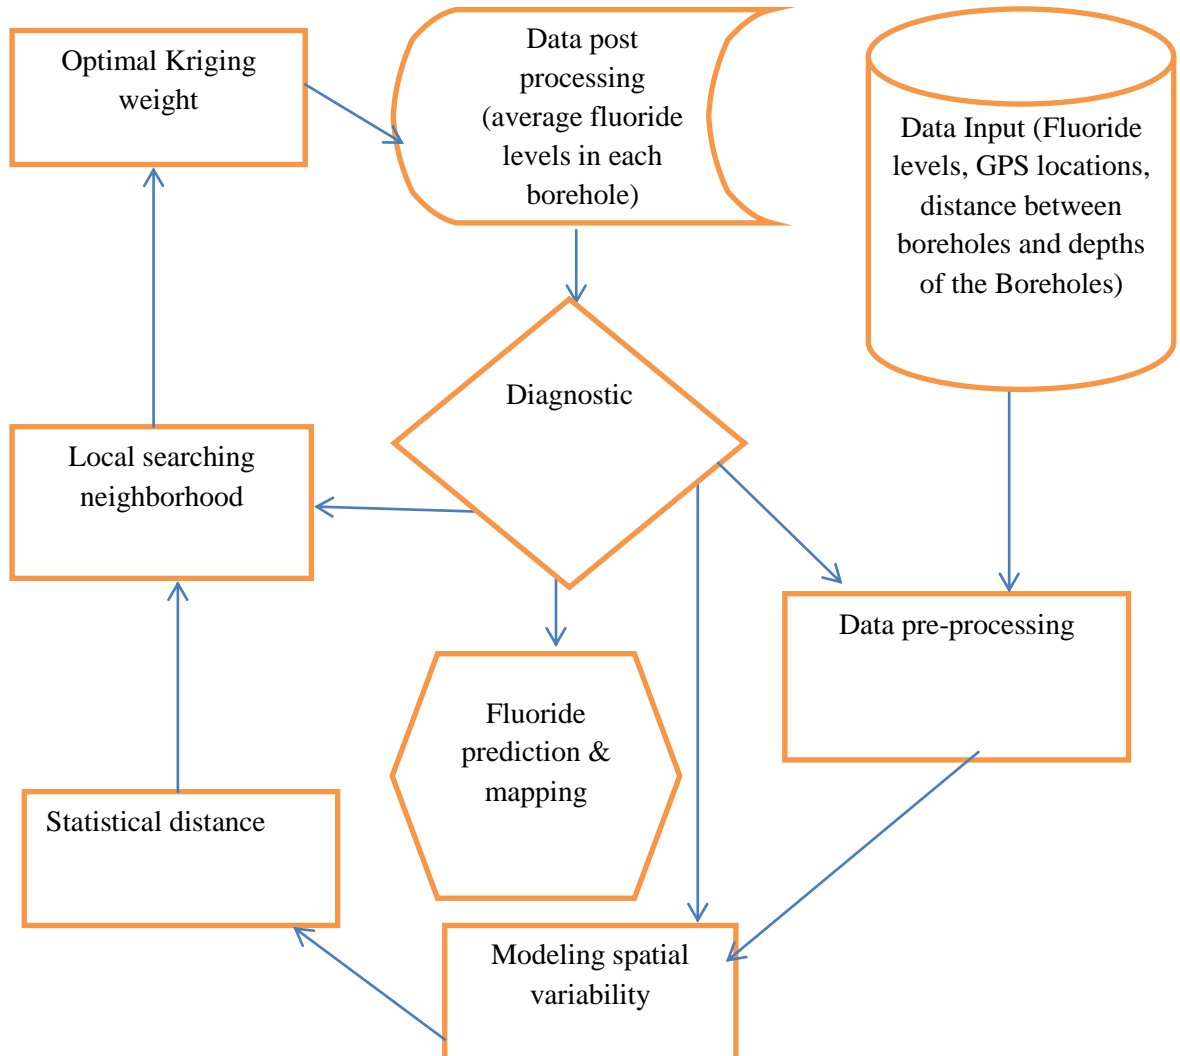 Optimal Kriging
weight
Data post
processing
(average fluoride
levels in each
borehole)
Data Input (Fluoride
levels, GPS locations,
distance between
boreholes and depths
of the Boreholes)
Diagnostic
Local searching
neighborhood
Data pre-processing
Fluoride
prediction &
mapping
Statistical distance
Modeling spatial
variability